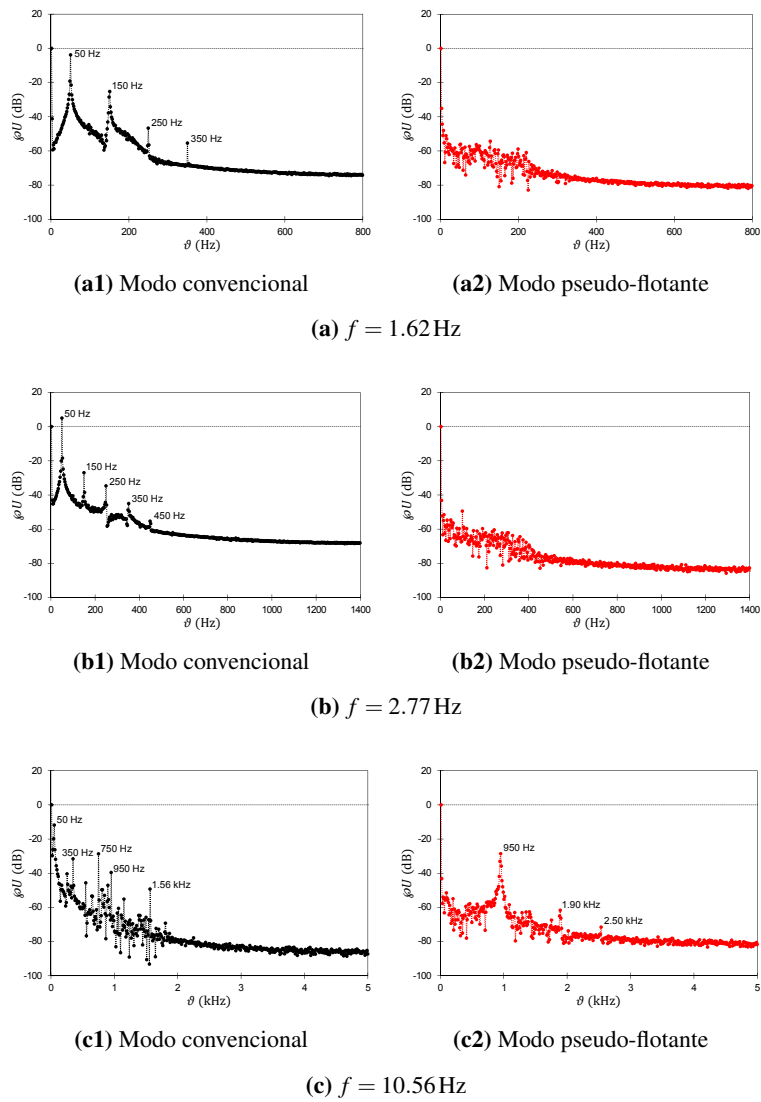 20
0
-20
-40
-60
-80
-100
℘U (dB)
50 Hz
150 Hz
250 Hz
350 Hz
0
200
400
600
800
ϑ (Hz)
(a1) Modo convencional
20
0
-20
-40
-60
-80
-100
℘U (dB)
0
200
400
600
800
ϑ (Hz)
(a2) Modo pseudo-flotante
(a) f = 1.62 Hz
20
0
-20
-40
-60
-80
-100
℘U (dB)
50 Hz
150 Hz
250 Hz
350 Hz
450 Hz
0
200
400
600
800
1000
1200
1400
ϑ (Hz)
(b1) Modo convencional
20
0
-20
-40
-60
-80
-100
℘U (dB)
0
200
400
600
800
1000
1200
1400
ϑ (Hz)
(b2) Modo pseudo-flotante
(b) f = 2.77 Hz
20
0
-20
-40
-60
-80
-100
℘U (dB)
50 Hz
350 Hz
750 Hz
950 Hz
1.56 kHz
0
1
2
3
4
5
ϑ (kHz)
(c1) Modo convencional
20
0
-20
-40
-60
-80
-100
℘U (dB)
950 Hz
1.90 kHz
2.50 kHz
0
1
2
3
4
5
ϑ (kHz)
(c2) Modo pseudo-flotante
(c) f = 10.56 Hz